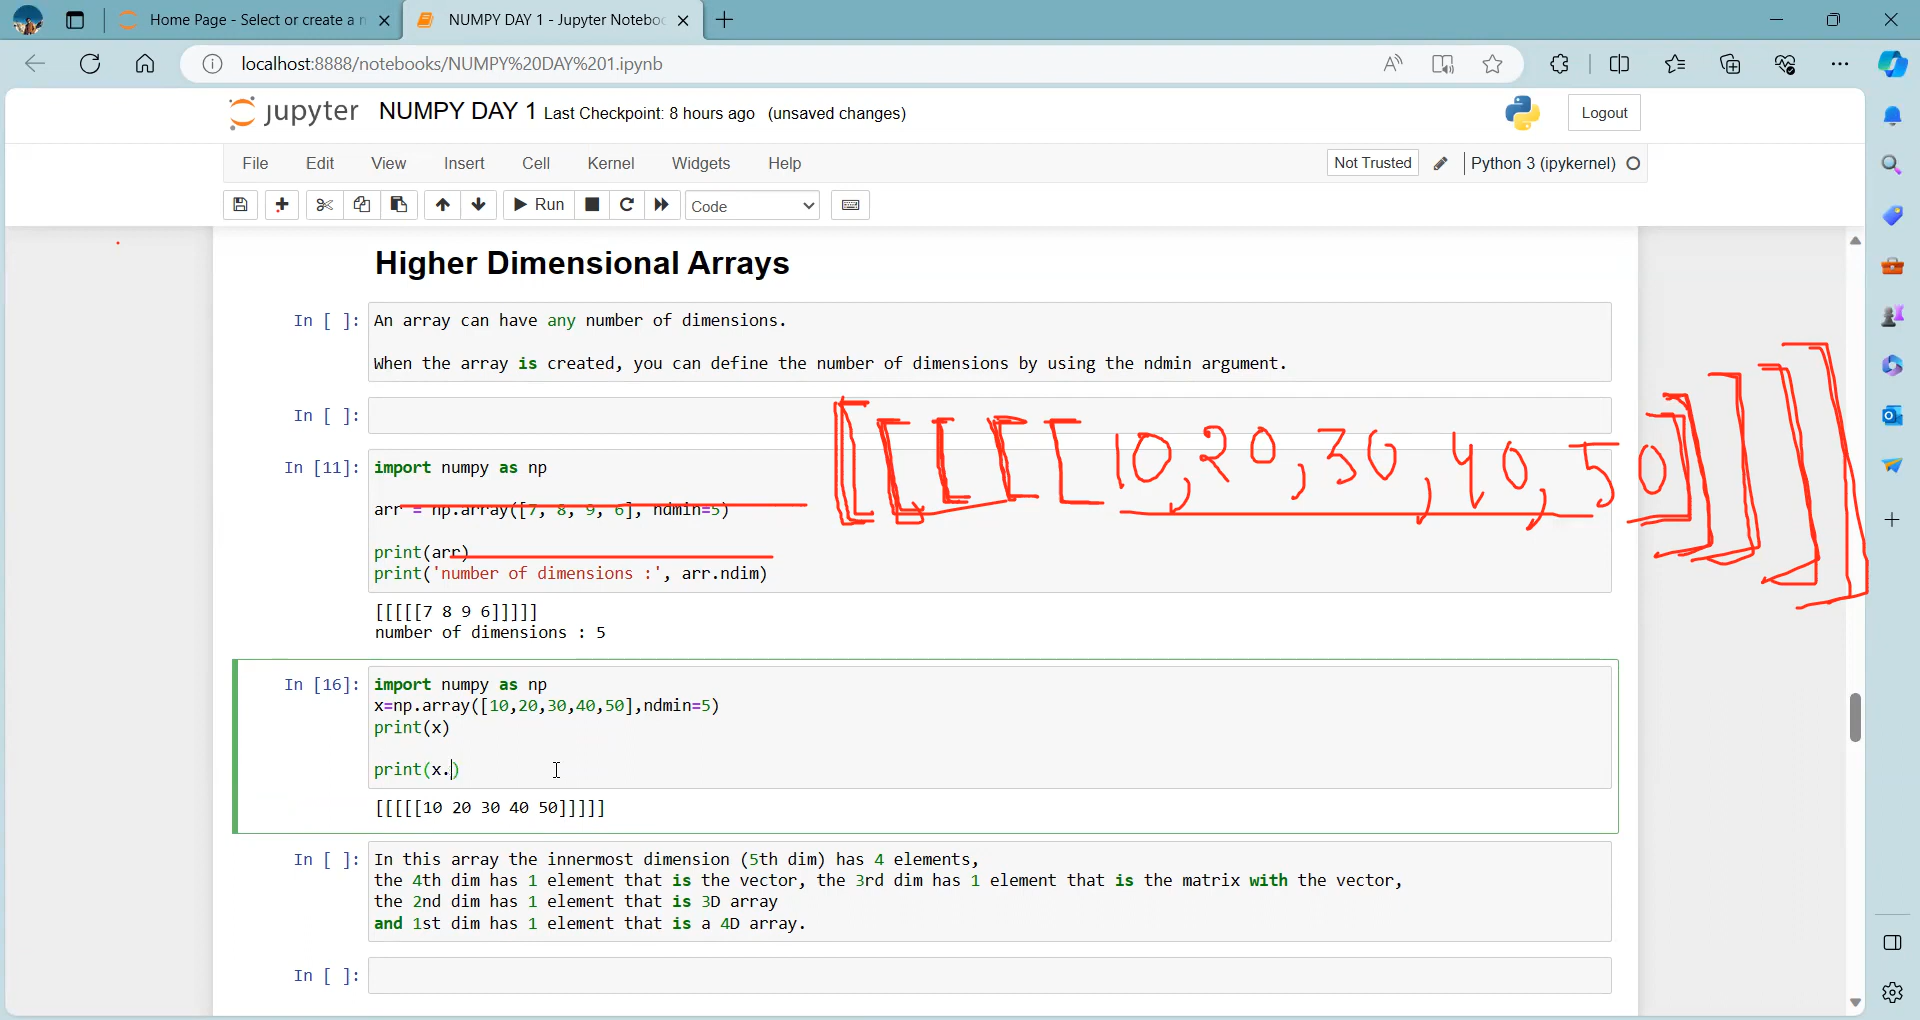 Home Page - Select or create a n
NUMPY DAY 1 - Jupyter Noteboo
localhost:8888/notebooks/NUMPY%20DAY%201.ipynb
jupyter NUMPY DAY 1 Last Checkpoint: 8 hours ago (unsaved changes)
Logout
File Edit View Insert Cell Kernel Widgets Help
Not Trusted
Python 3 (ipykernel)
Run
Code
Higher Dimensional Arrays
In [ ]: An array can have any number of dimensions.
When the array is created, you can define the number of dimensions by using the ndmin argument.
In [ ]:
[[[[[10,20,30,40,50]]]]]
In [11]: import numpy as np
arr = np.array([7, 8, 9, 6], ndmin=5)
print(arr)
print('number of dimensions :', arr.ndim)
[[[[[7 8 9 6]]]]]
number of dimensions : 5
In [16]: import numpy as np
x=np.array([10,20,30,40,50],ndmin=5)
print(x)
print(x.)
[[[[[10 20 30 40 50]]]]]
In [ ]: In this array the innermost dimension (5th dim) has 4 elements,
the 4th dim has 1 element that is the vector, the 3rd dim has 1 element that is the matrix with the vector,
the 2nd dim has 1 element that is 3D array
and 1st dim has 1 element that is a 4D array.
In [ ]: